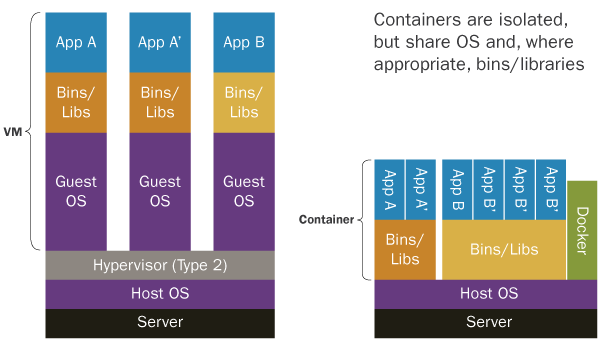 App A
App A’
App B
Bins/
Libs
Bins/
Libs
Bins/
Libs
VM
Guest
OS
Guest
OS
Guest
OS
Hypervisor (Type 2)
Host OS
Server
Containers are isolated,
but share OS and, where
appropriate, bins/libraries
Container
App A
App A’
App B
App B’
App B’
App B’
Bins/
Libs
Bins/Libs
Docker
Host OS
Server